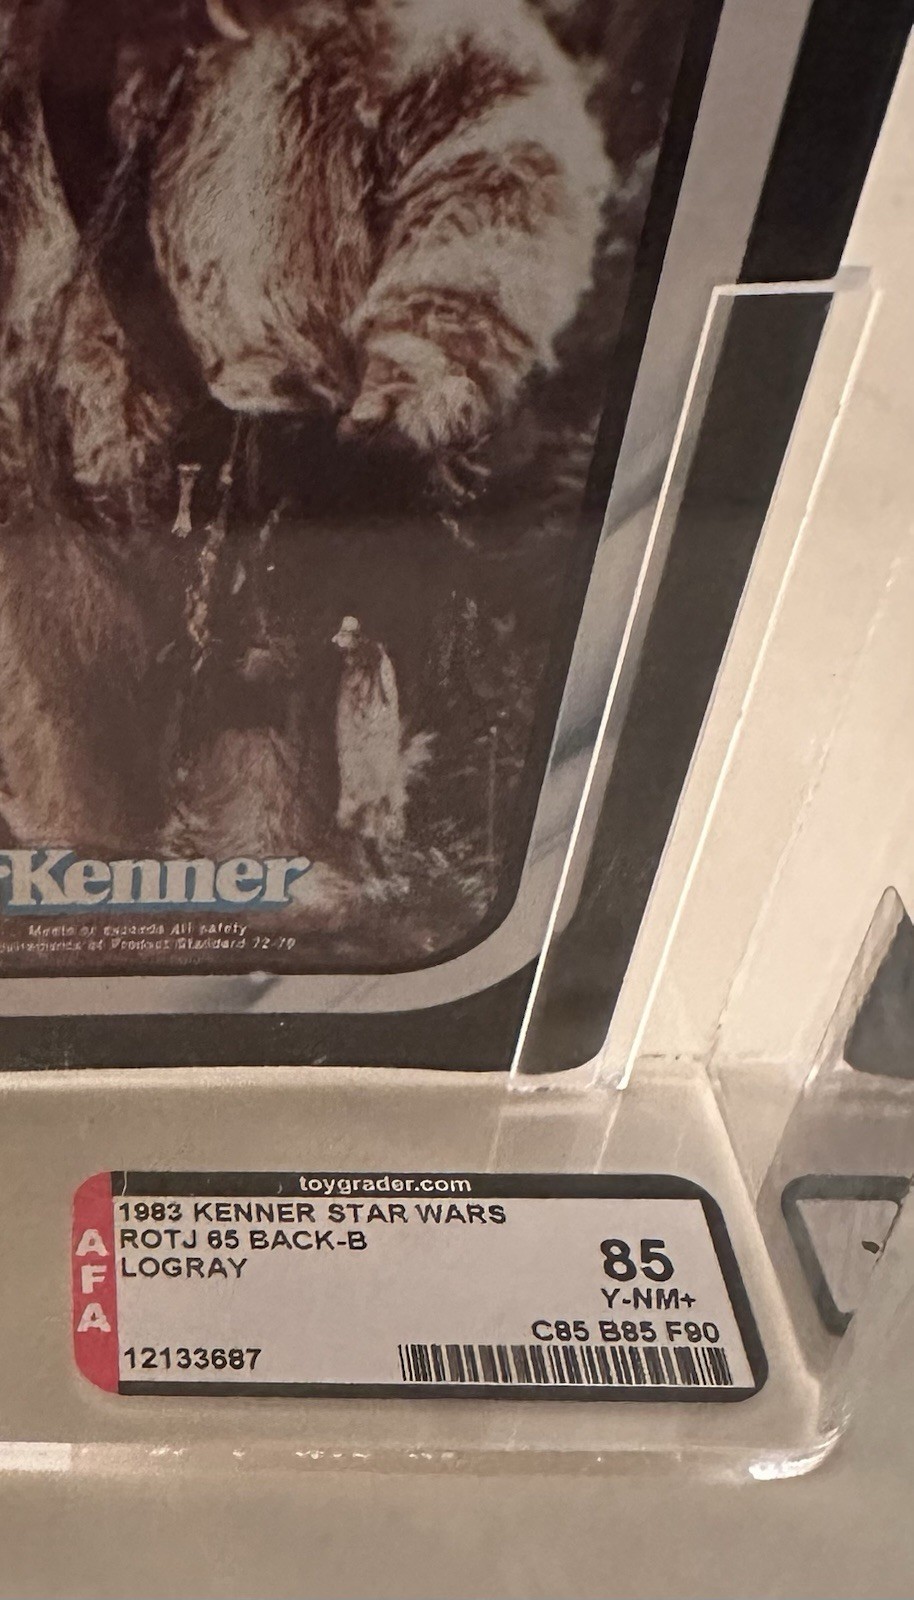 Kenner
Meets or exceeds All safety
requirements of Product Standard 72-79
toygrader.com
1983 KENNER STAR WARS
ROTJ 65 BACK-B
LOGRAY
85
Y-NM+
C85 B85 F90
12133687
AFA